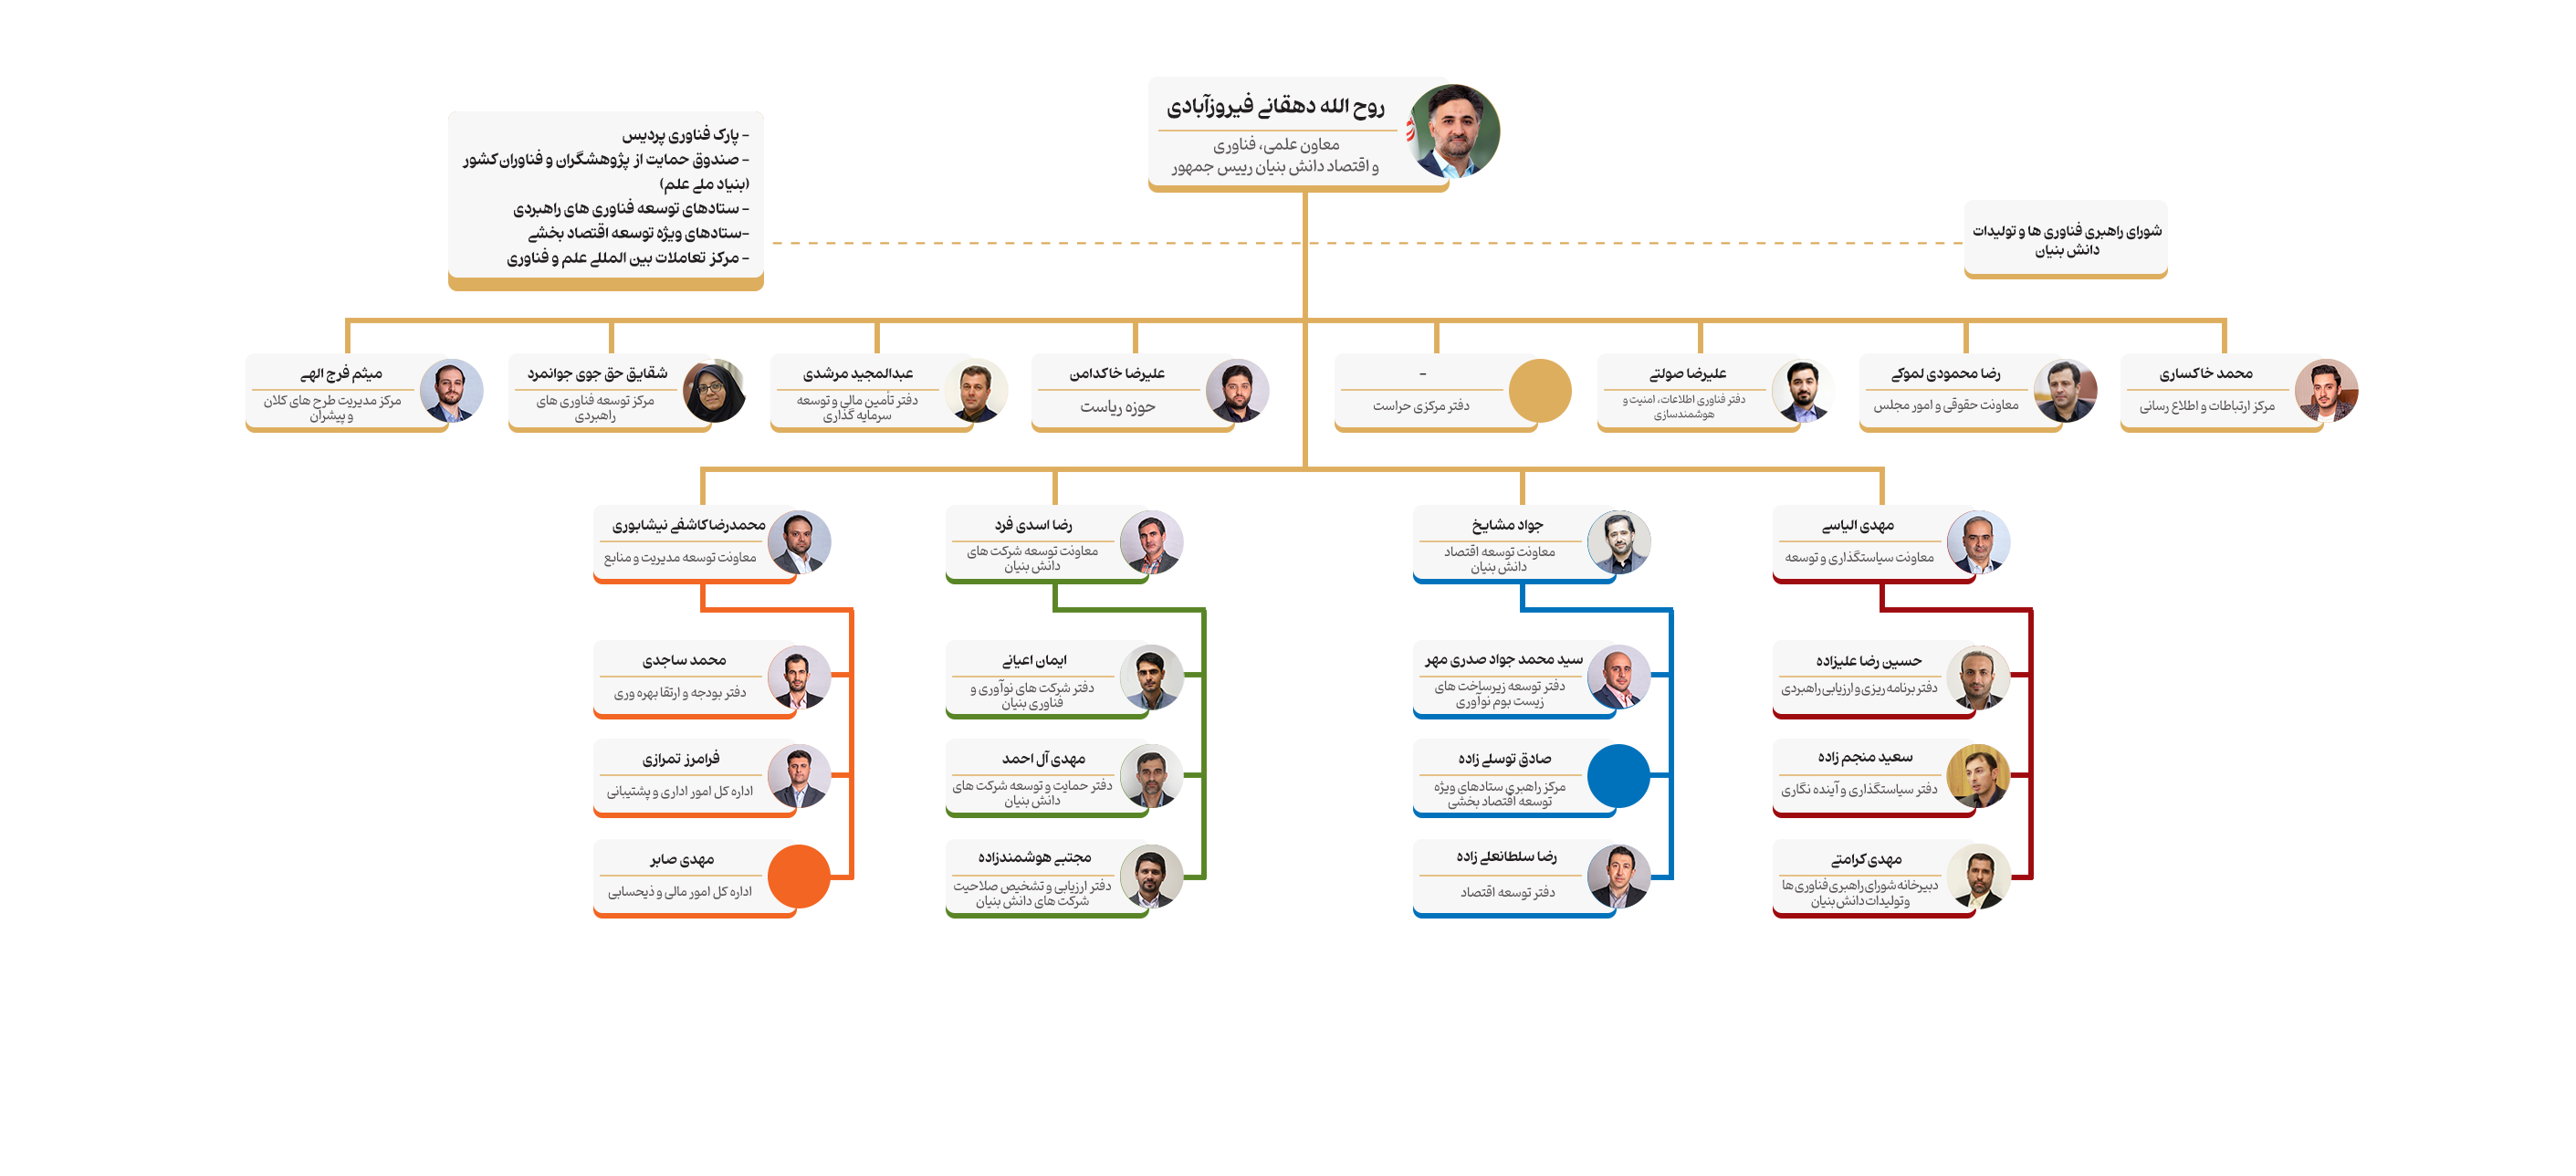 روح الله دهقانی فیروزآبادی
معاون علمی، فناوری
و اقتصاد دانش بنیان رییس جمهور
- پارک فناوری پردیس
- صندوق حمایت از پژوهشگران و فناوران کشور
(بنیاد ملی علم)
- ستادهای توسعه فناوری های راهبردی
-ستادهای ویژه توسعه اقتصاد بخشی
- مرکز تعاملات بین المللی علم و فناوری
شورای راهبری فناوری ها و تولیدات
دانش بنیان
محمد خاکساری
مرکز ارتباطات و اطلاع رسانی
رضا محمودی لموکی
معاونت حقوقی و امور مجلس
علیرضا صولتی
دفتر فناوری اطلاعات، امنیت و
هوشمندسازی
-
دفتر مرکزی حراست
علیرضا خاکدامن
حوزه ریاست
عبدالمجید مرشدی
دفتر تأمین مالی و توسعه
سرمایه گذاری
شقایق حق جوی جوانمرد
مرکز توسعه فناوری های
راهبردی
میثم فرج الهی
مرکز مدیریت طرح های کلان
و پیشران
مهدی الیاسی
معاونت سیاستگذاری و توسعه
حسین رضا علیزاده
دفتر برنامه ریزی و ارزیابی راهبردی
سعید منجم زاده
دفتر سیاستگذاری و آینده نگاری
مهدی کرامتی
دبیرخانه شورای راهبری فناوری ها
و تولیدات دانش بنیان
جواد مشایخ
معاونت توسعه اقتصاد
دانش بنیان
سید محمد جواد صدری مهر
دفتر توسعه زیرساخت های
زیست بوم نوآوری
صادق توسلی زاده
مرکز راهبری ستادهای ویژه
توسعه اقتصاد بخشی
رضا سلطانعلی زاده
دفتر توسعه اقتصاد
رضا اسدی فرد
معاونت توسعه شرکت های
دانش بنیان
ایمان اعیانی
دفتر شرکت های نوآوری و
فناوری بنیان
مهدی آل احمد
دفتر حمایت و توسعه شرکت های
دانش بنیان
مجتبی هوشمندزاده
دفتر ارزیابی و تشخیص صلاحیت
شرکت های دانش بنیان
محمدرضا کاشفی نیشابوری
معاونت توسعه مدیریت و منابع
محمد ساجدی
دفتر بودجه و ارتقا بهره وری
فرامرز تمرازی
اداره کل امور اداری و پشتیبانی
مهدی صابر
اداره کل امور مالی و ذیحسابی